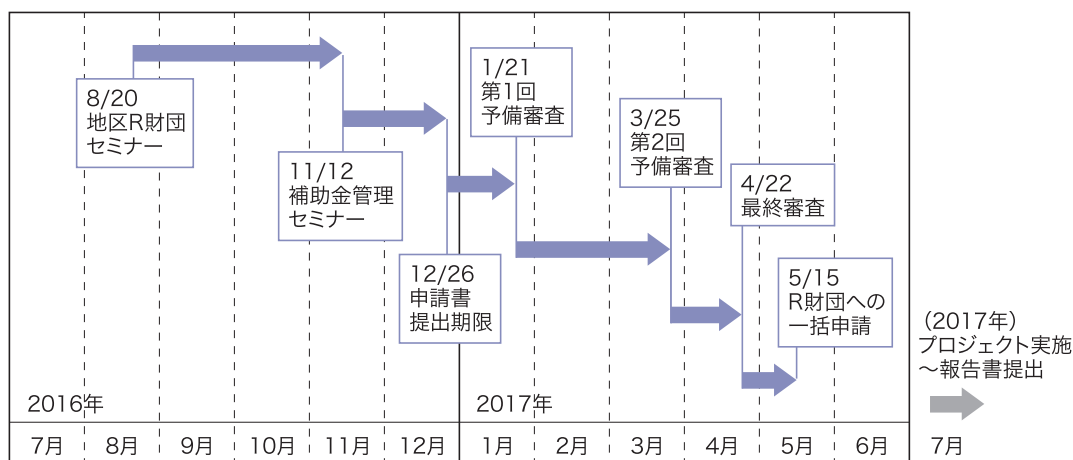 8/20
地区R財団
セミナー
11/12
補助金管理
セミナー
12/26
申請書
提出期限
1/21
第1回
予備審査
3/25
第2回
予備審査
4/22
最終審査
5/15
R財団への
一括申請
（2017年）
プロジェクト実施
～報告書提出
2016年
2017年
7月 8月 9月 10月 11月 12月 1月 2月 3月 4月 5月 6月 7月